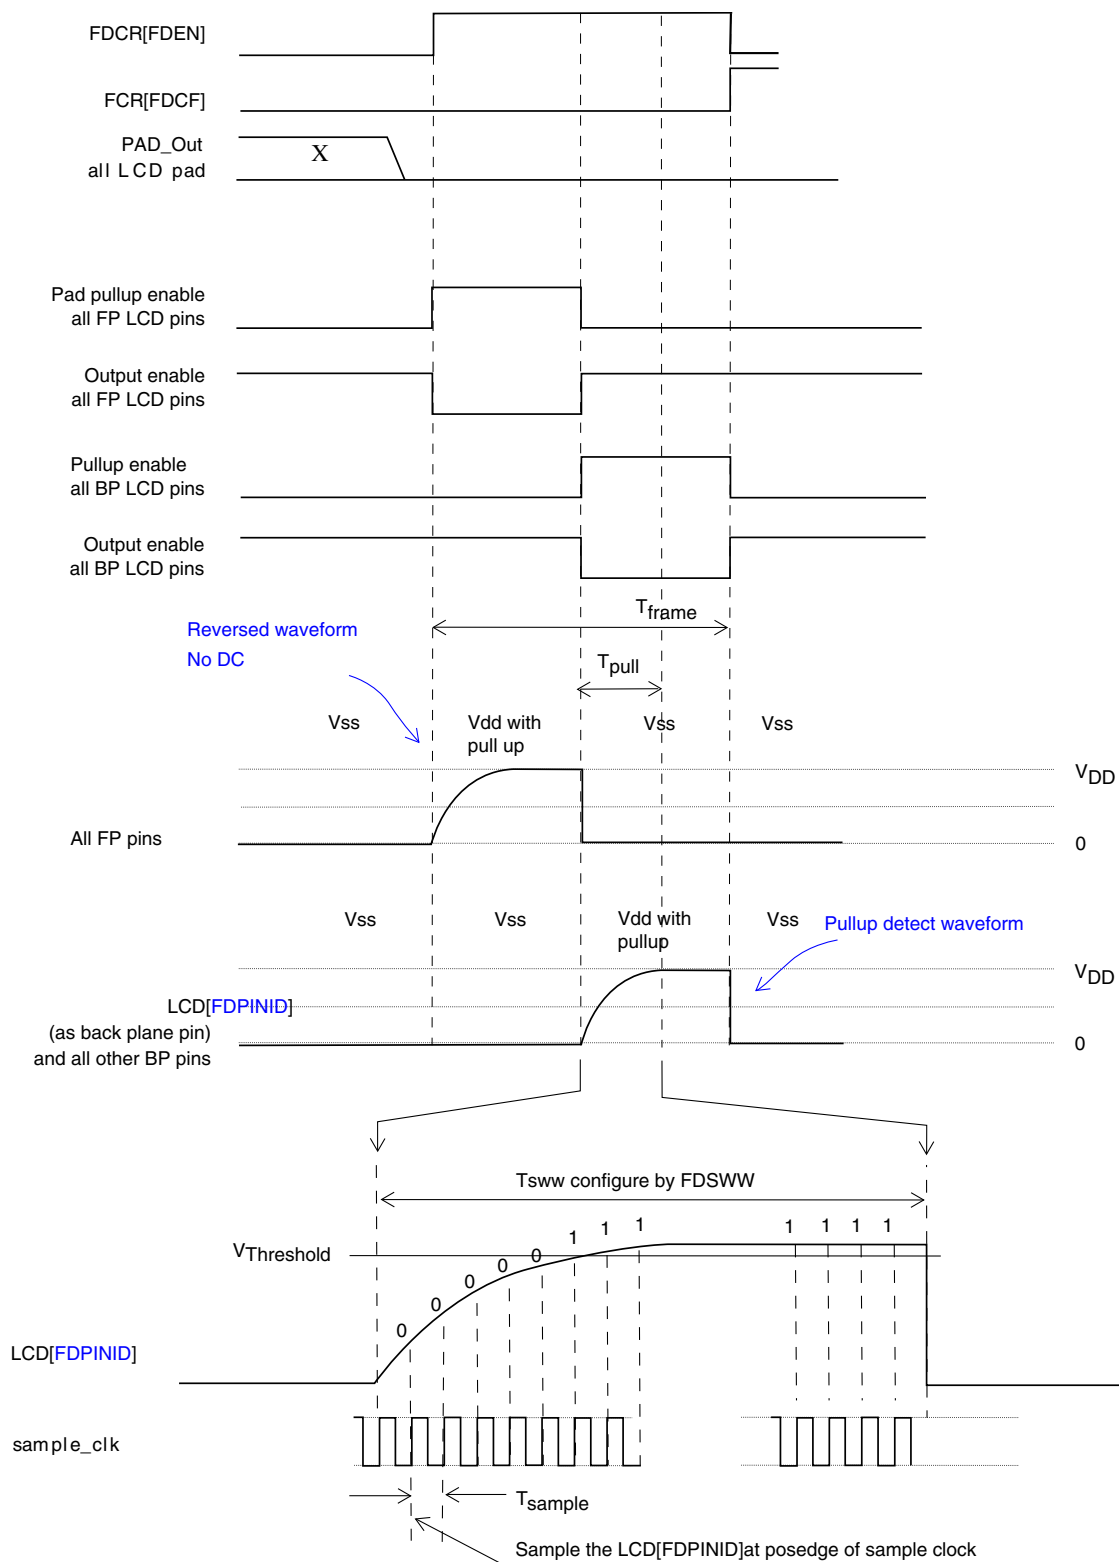 FDCR[FDEN]
FCR[FDCF]
PAD_Out
all LCD pad
X
Pad pullup enable
all FP LCD pins
Output enable
all FP LCD pins
Pullup enable
all BP LCD pins
Output enable
all BP LCD pins
Tframe
Reversed waveform
No DC
Tpull
Vss
Vdd with
pull up
Vss
Vss
VDD
All FP pins
0
Vss
Vss
Vdd with
pullup
Vss
Pullup detect waveform
VDD
LCD[FDPINID]
(as back plane pin)
and all other BP pins
0
Tsww configure by FDSWW
VThreshold
0 0 0 0 0 1 1 1 1 1 1 1
LCD[FDPINID]
sample_clk
Tsample
Sample the LCD[FDPINID]at posedge of sample clock